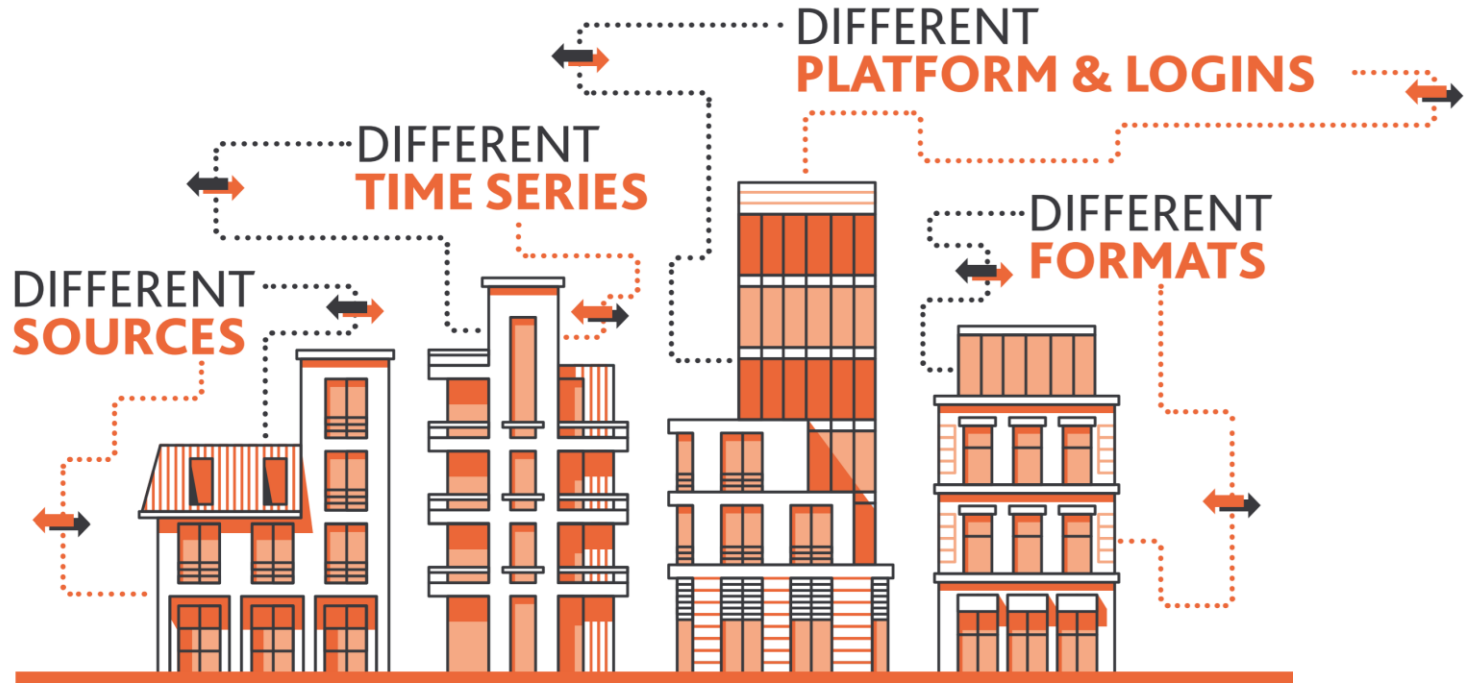 DIFFERENT
PLATFORM & LOGINS
DIFFERENT
TIME SERIES
DIFFERENT
FORMATS
DIFFERENT
SOURCES